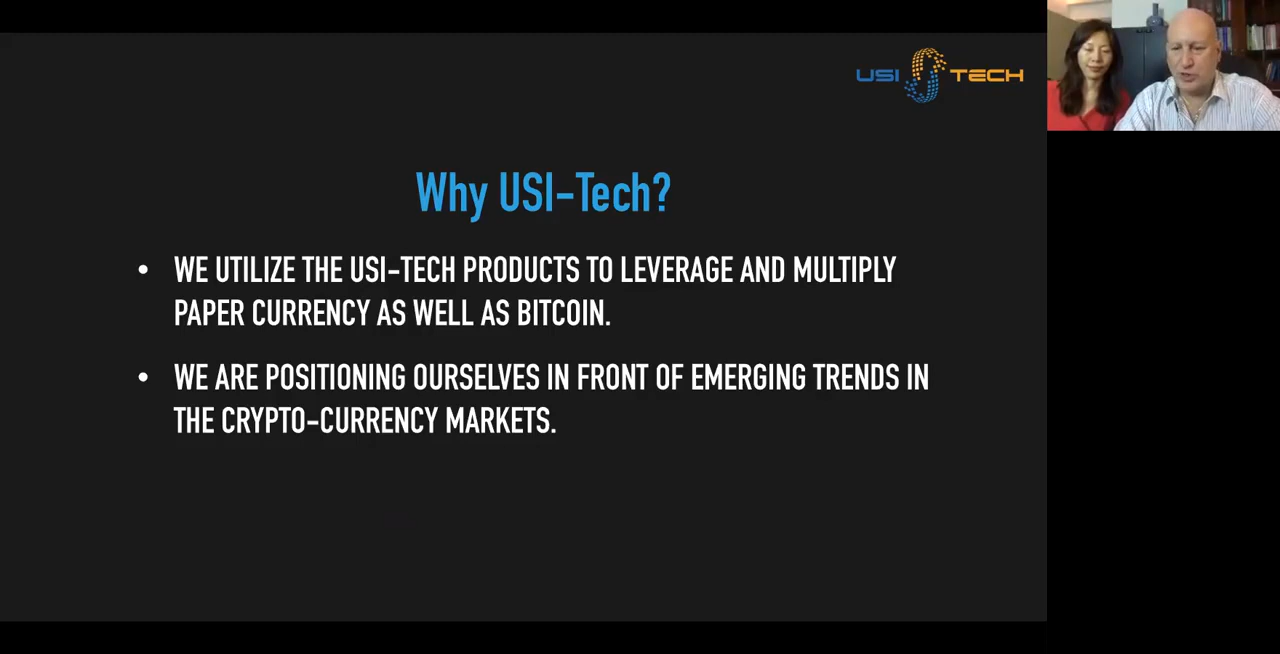 USI TECH
Why USI-Tech?
• WE UTILIZE THE USI-TECH PRODUCTS TO LEVERAGE AND MULTIPLY
PAPER CURRENCY AS WELL AS BITCOIN.
• WE ARE POSITIONING OURSELVES IN FRONT OF EMERGING TRENDS IN
THE CRYPTO-CURRENCY MARKETS.